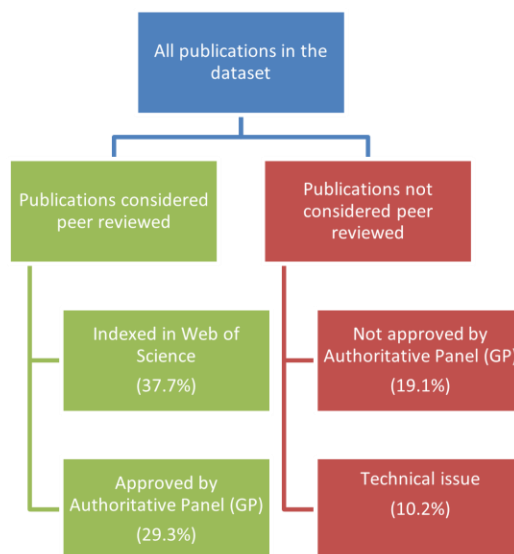 All publications in the
dataset
Publications considered
peer reviewed
Publications not
considered peer
reviewed
Indexed in Web of
Science
(37.7%)
Not approved by
Authoritative Panel (GP)
(19.1%)
Approved by
Authoritative Panel (GP)
(29.3%)
Technical issue
(10.2%)